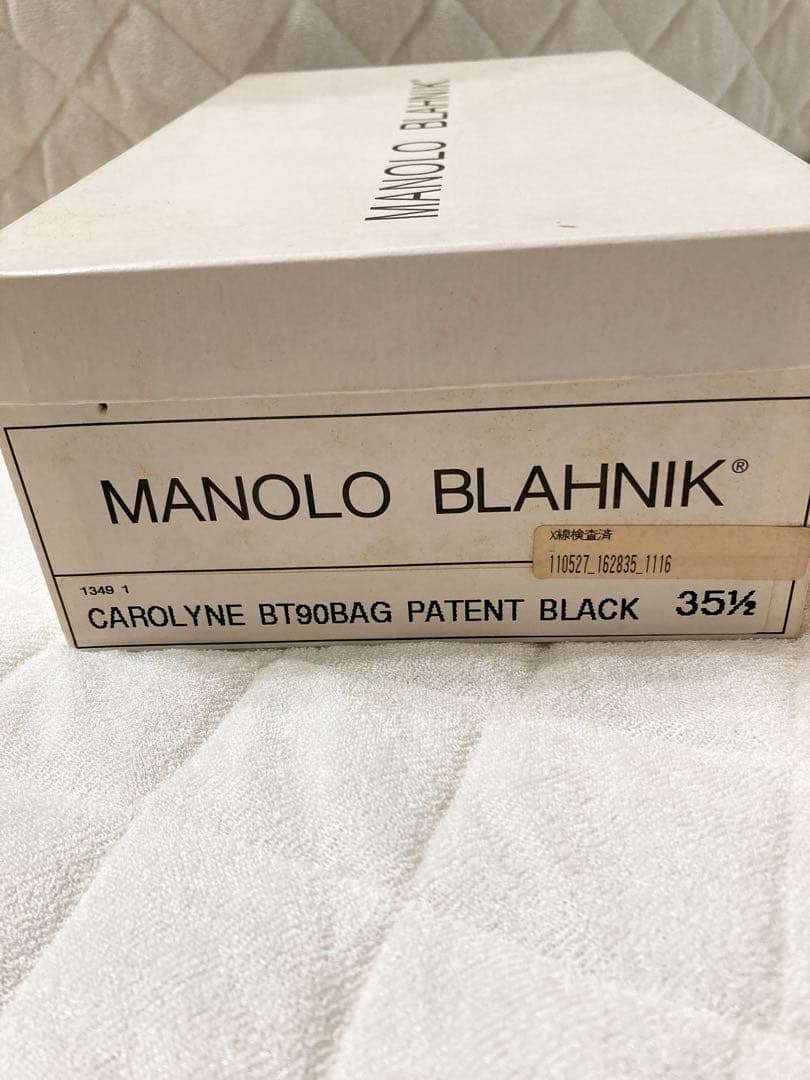 MANOLO BLAHNIK®
MANOLO BLAHNIK®
X線検査済
110527_162835_1116
1349 1
CAROLYNE BT90BAG PATENT BLACK 35½